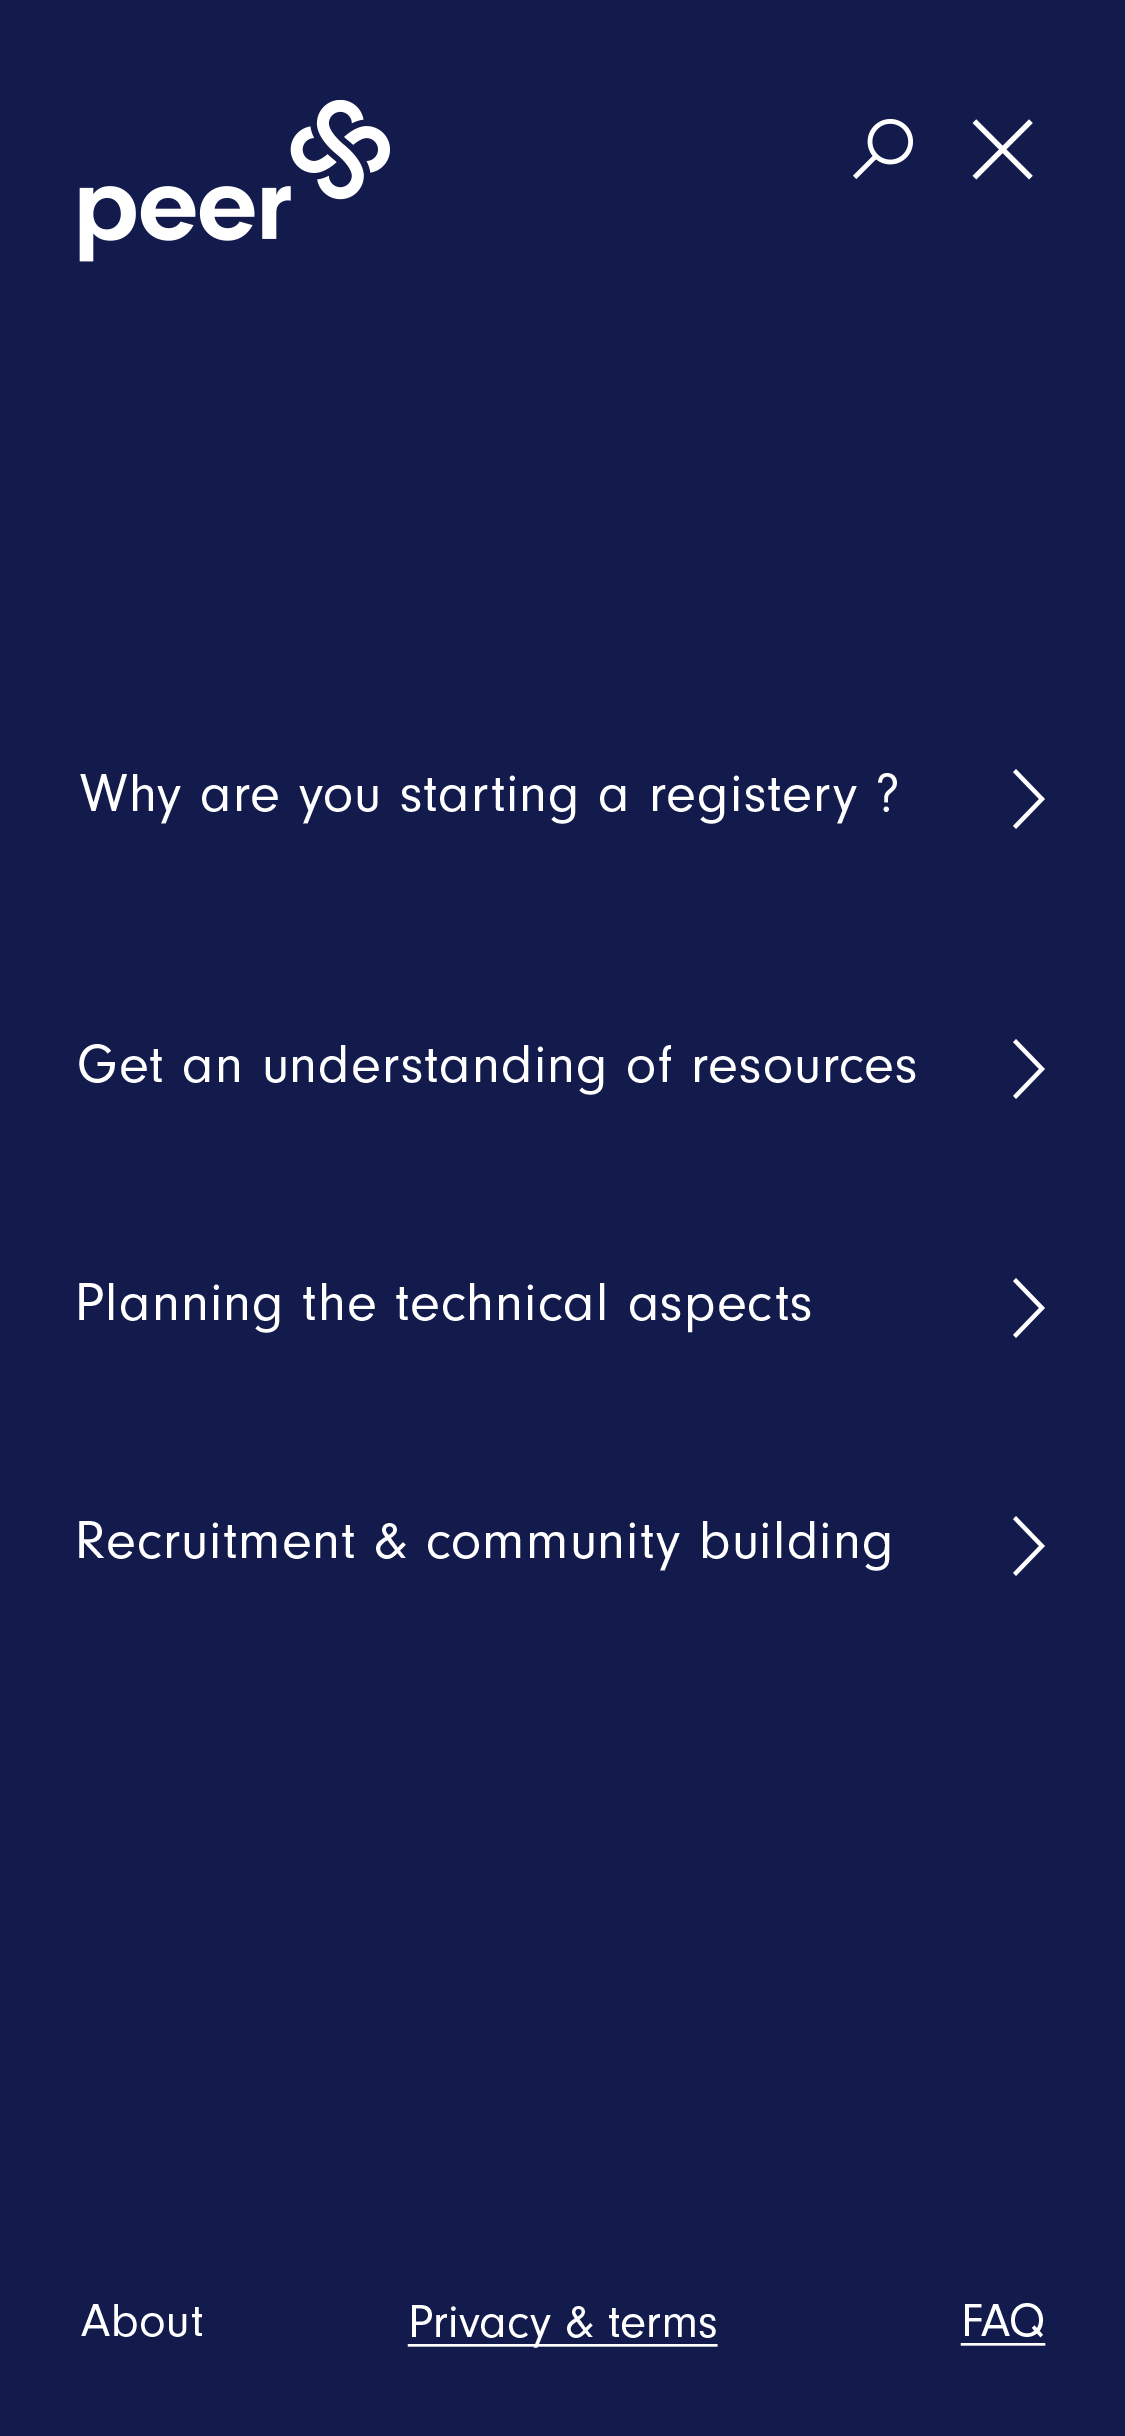 peer
Why are you starting a registery ?
Get an understanding of resources
Planning the technical aspects
Recruitment & community building
About Privacy & terms FAQ